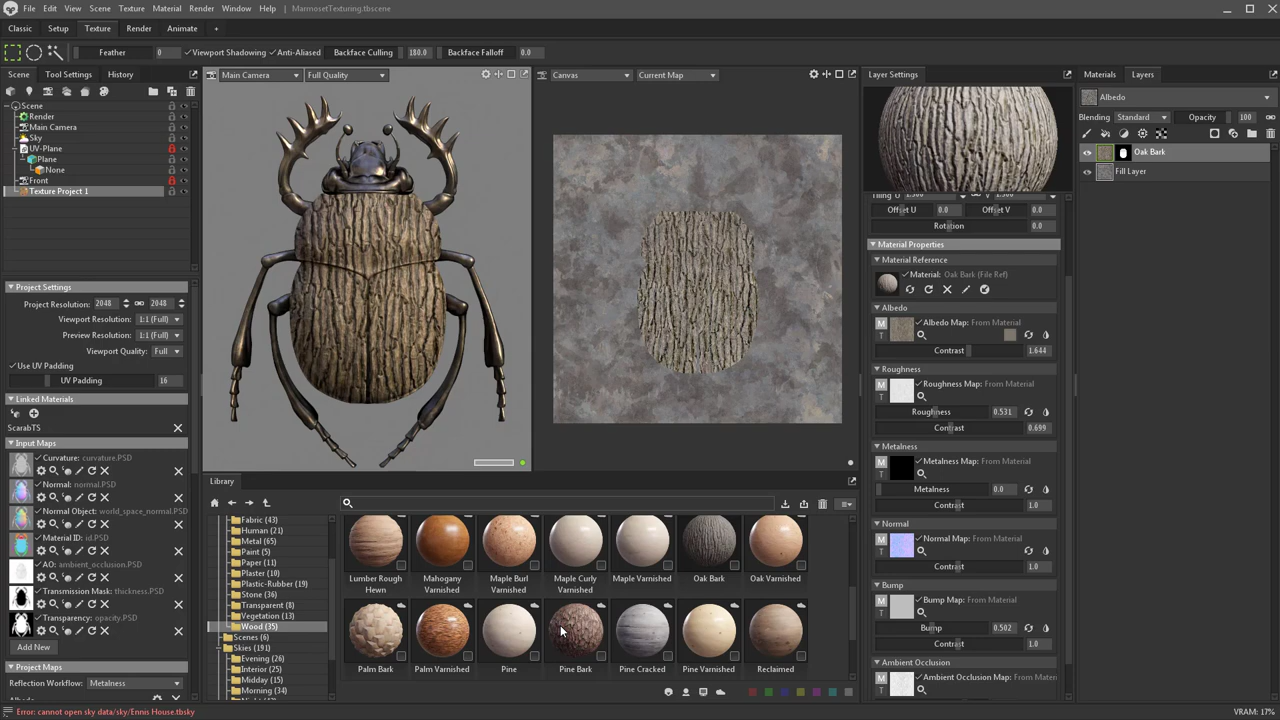 File Edit View Scene Texture Material Render Window Help MarmosetTexturing.tbscene
Classic Setup Texture Render Animate +
Feather 0 Viewport Shadowing Anti-Aliased Backface Culling 180.0 Backface Falloff 0.0
Scene Tool Settings History
Main Camera Full Quality
Canvas Current Map
Layer Settings
Materials Layers
Scene
Render
Main Camera
Sky
UV-Plane
Plane
None
Front
Texture Project 1
Albedo
Blending Standard Opacity 100
Oak Bark
Fill Layer
Offset U 0.0 Offset V 0.0
Rotation 0.0
Material Properties
Material Reference
Material: Oak Bark (File Ref)
Albedo
Albedo Map: From Material
Contrast 1.644
Roughness
Roughness Map: From Material
Roughness 0.531
Contrast 0.699
Metalness
Metalness Map: From Material
Metalness 0.0
Contrast 1.0
Normal
Normal Map: From Material
Contrast 1.0
Bump
Bump Map: From Material
Bump 0.502
Contrast 1.0
Ambient Occlusion
Ambient Occlusion Map: From Material
Project Settings
Project Resolution: 2048 2048
Viewport Resolution: 1:1 (Full)
Preview Resolution: 1:1 (Full)
Viewport Quality: Full
Use UV Padding
UV Padding 16
Linked Materials
ScarabTS
Input Maps
Curvature: curvature.PSD
Normal: normal.PSD
Normal Object: world_space_normal.PSD
Material ID: id.PSD
AO: ambient_occlusion.PSD
Transmission Mask: thickness.PSD
Transparency: opacity.PSD
Add New
Project Maps
Reflection Workflow: Metalness
Library
Fabric (43)
Human (21)
Metal (65)
Paint (5)
Paper (11)
Plaster (10)
Plastic-Rubber (19)
Stone (36)
Transparent (8)
Vegetation (13)
Wood (35)
Scenes (6)
Skies (191)
Evening (26)
Interior (25)
Midday (15)
Morning (34)
Lumber Rough Hewn
Mahogany Varnished
Maple Burl Varnished
Maple Curly Varnished
Maple Varnished
Oak Bark
Oak Varnished
Palm Bark
Palm Varnished
Pine
Pine Bark
Pine Cracked
Pine Varnished
Reclaimed
Error: cannot open sky data/sky/Ennis House.tbsky
VRAM: 17%